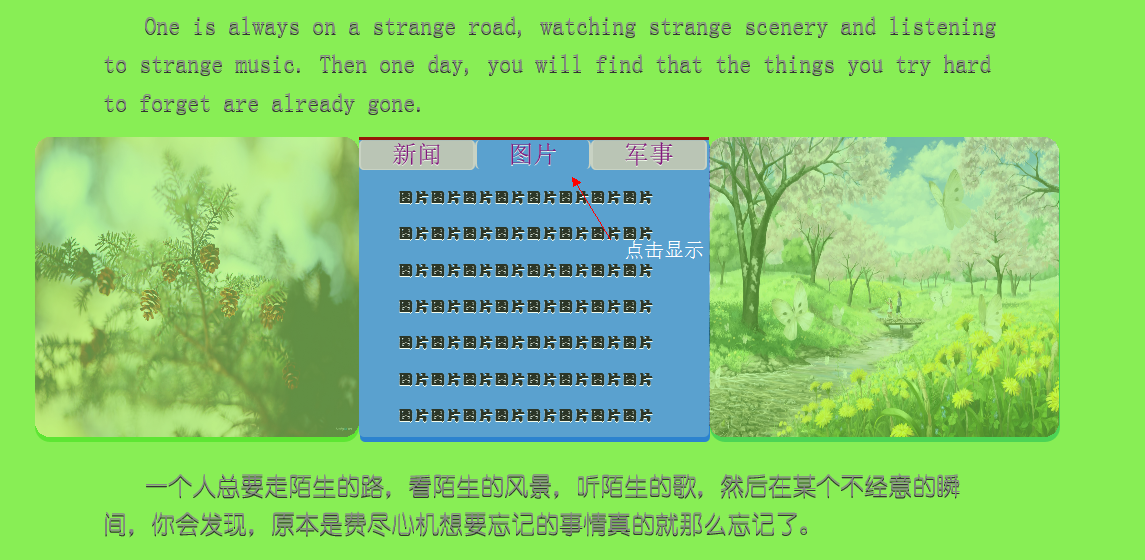 One is always on a strange road, watching strange scenery and listening
to strange music. Then one day, you will find that the things you try hard
to forget are already gone.
新闻 图片 军事
图片图片图片图片图片图片图片图片
图片图片图片图片图片图片图片图片
点击显示
图片图片图片图片图片图片图片图片
图片图片图片图片图片图片图片图片
图片图片图片图片图片图片图片图片
图片图片图片图片图片图片图片图片
图片图片图片图片图片图片图片图片
一个人总要走陌生的路，看陌生的风景，听陌生的歌，然后在某个不经意的瞬
间，你会发现，原本是费尽心机想要忘记的事情真的就那么忘记了。